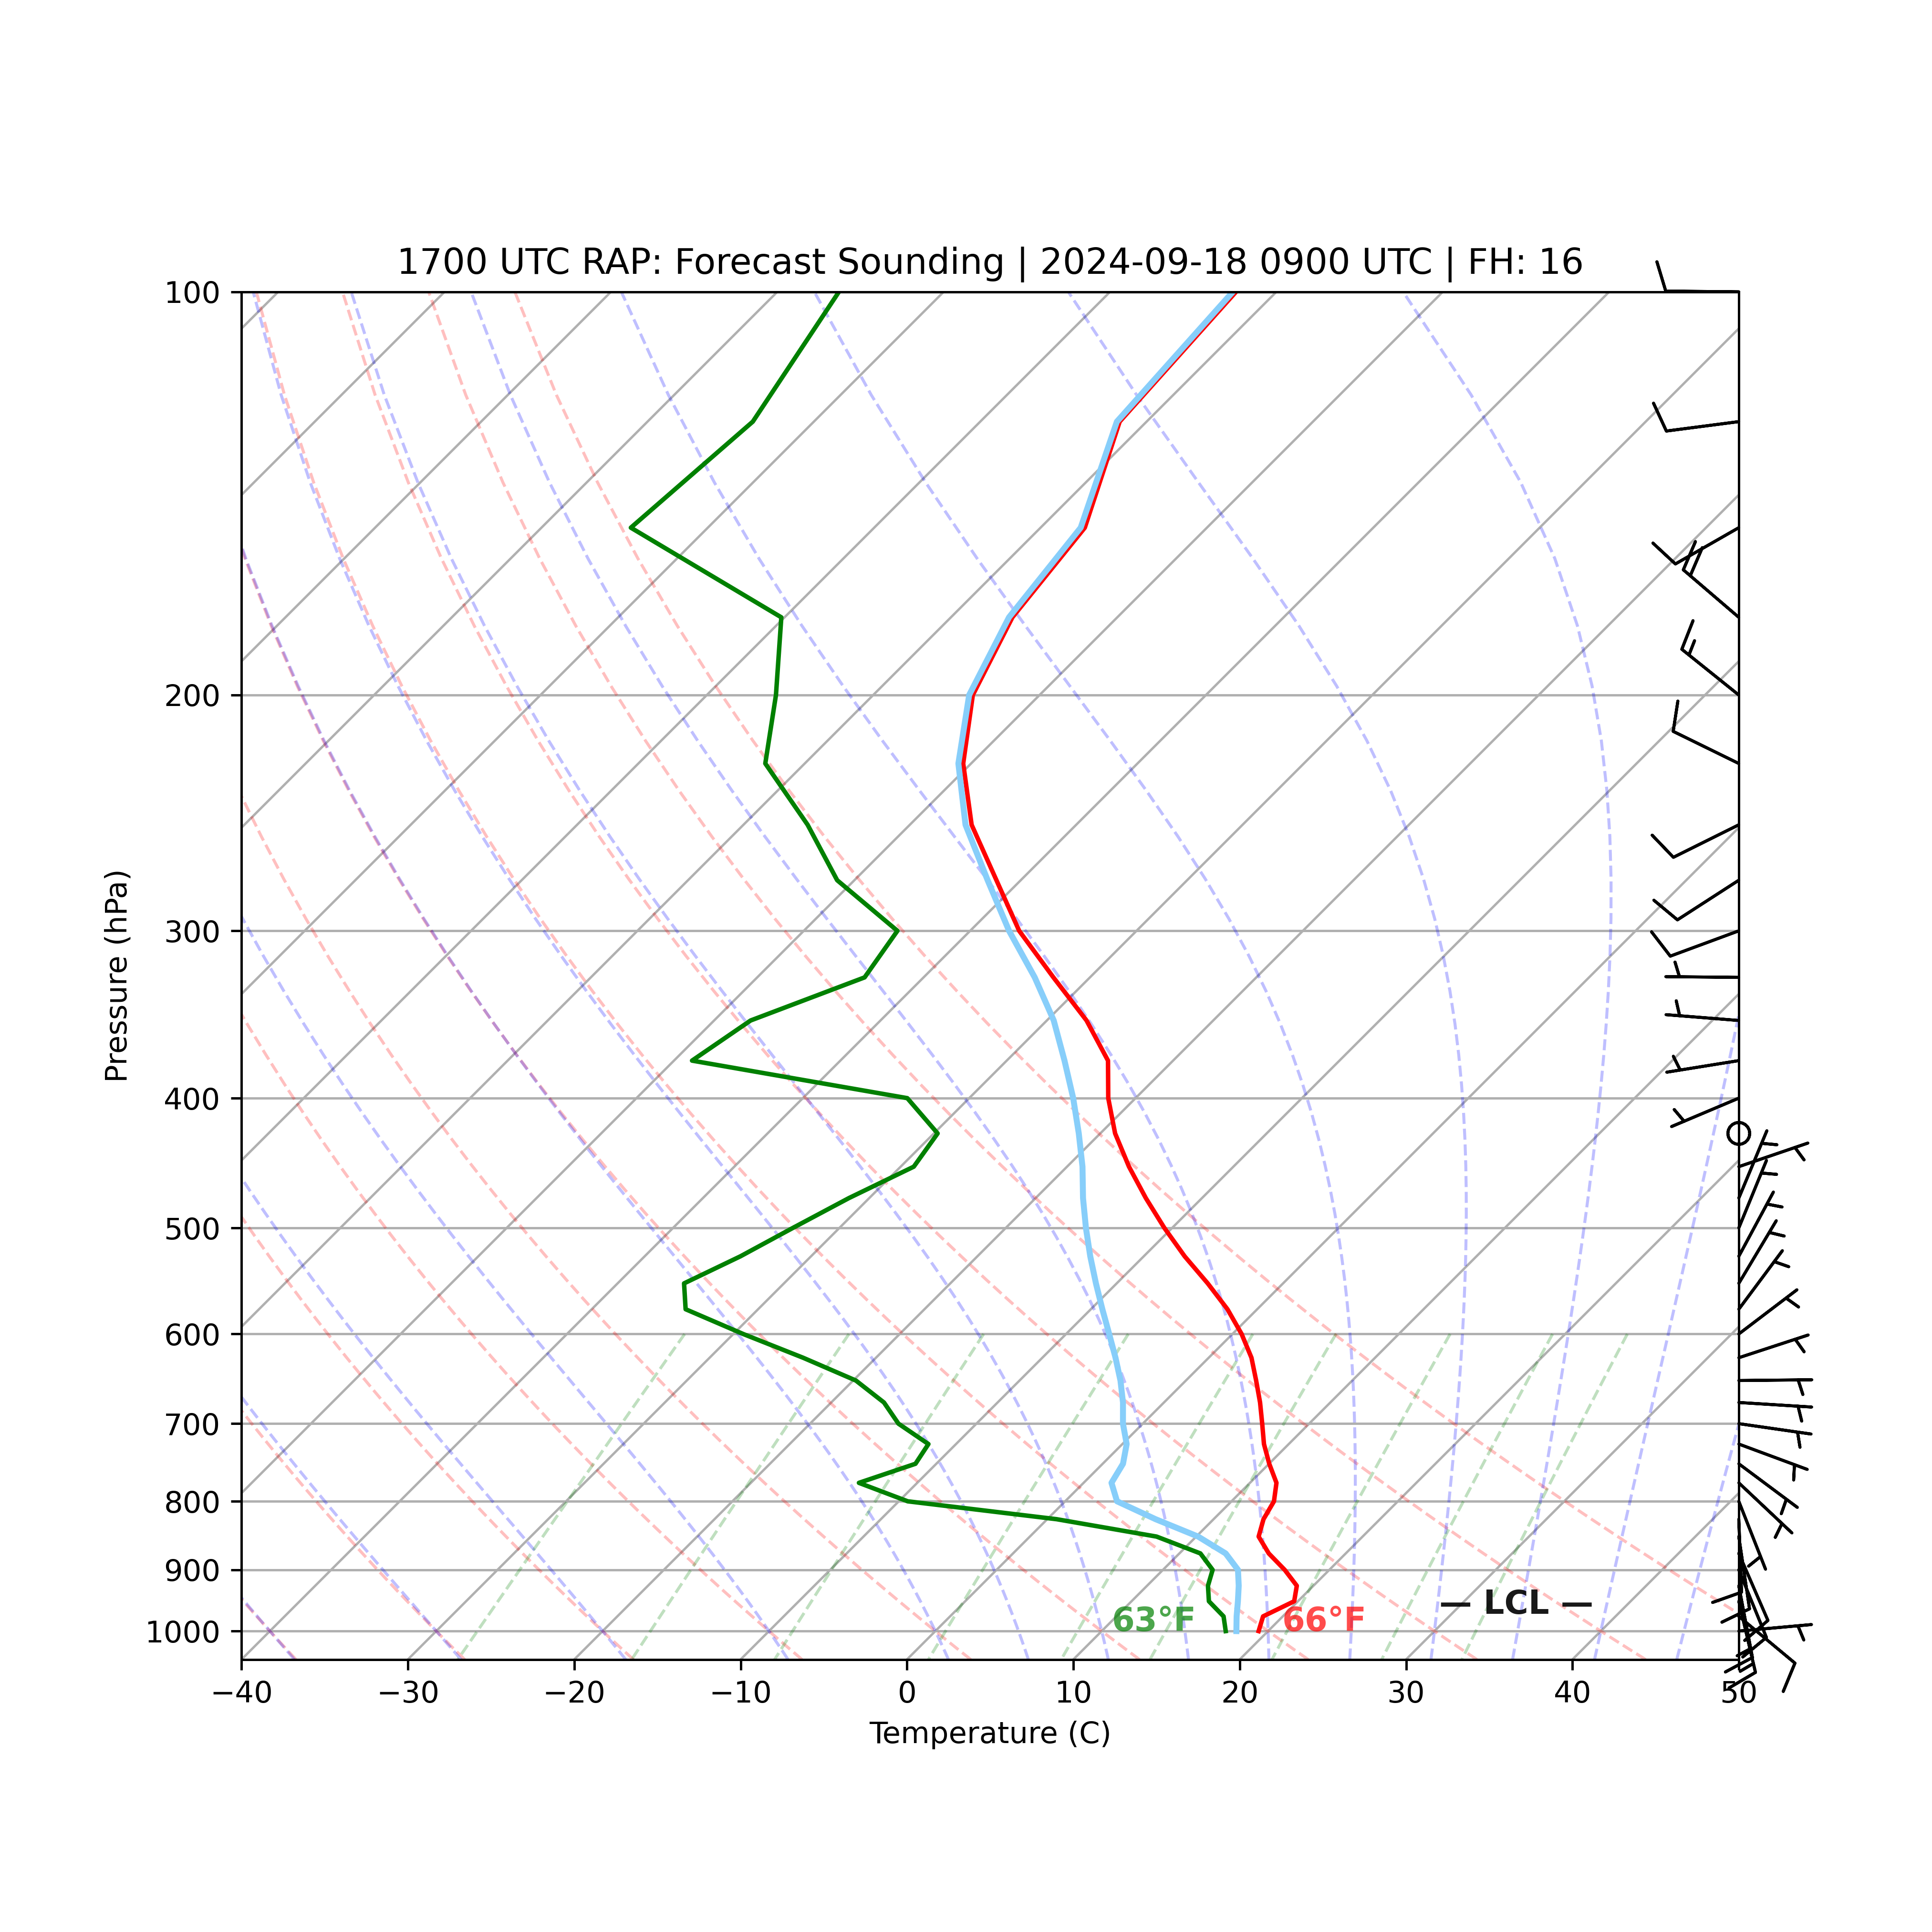 1700 UTC RAP: Forecast Sounding | 2024-09-18 0900 UTC | FH: 16
100
200
300
400
500
600
700
800
900
1000
Pressure (hPa)
— LCL —
63°F
66°F
−40 −30 −20 −10 0 10 20 30 40 50
Temperature (C)